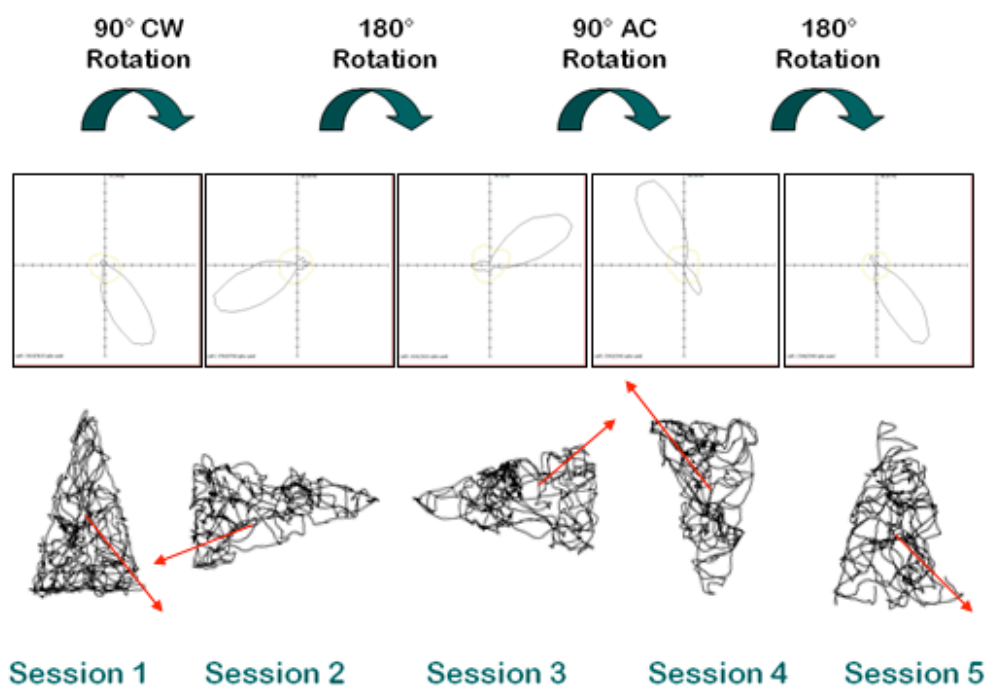 90° CW
Rotation
180°
Rotation
90° AC
Rotation
180°
Rotation
Session 1
Session 2
Session 3
Session 4
Session 5